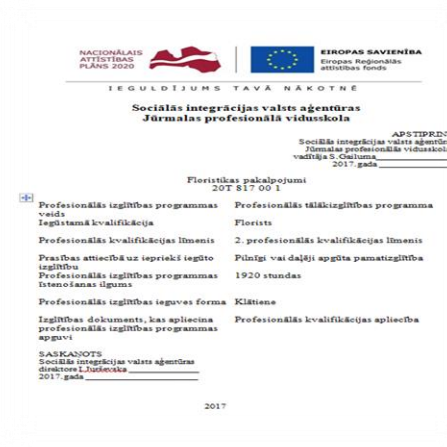 NACIONĀLAIS
ATTĪSTĪBAS
PLĀNS 2020
EIROPAS SAVIENĪBA
Eiropas Reģionālās
attīstības fonds
IEGULDĪJUMS TAVĀ NĀKOTNĒ
Sociālās integrācijas valsts aģentūras
Jūrmalas profesionālā vidusskola
APSTIPRIN
Sociālās integrācijas valsts aģentūr
Jūrmalas profesionālās vidusskol
vadītāja S. Gailuma
2017. gada
Floristikas pakalpojumi
20T 817 00 1
Profesionālās izglītības programmas veids
Profesionālās tālākizglītības programma
Iegūstamā kvalifikācija
Florists
Profesionālās kvalifikācijas līmenis
2. profesionālās kvalifikācijas līmenis
Prasības attiecībā uz iepriekš iegūto izglītību
Pilnīgi vai daļēji apgūta pamatizglītība
Profesionālās izglītības programmas īstenošanas ilgums
1920 stundas
Profesionālās izglītības ieguves forma
Klātiene
Izglītības dokuments, kas apliecina profesionālās izglītības programmas apguvi
Profesionālās kvalifikācijas apliecība
SASKAŅOTS
Sociālās integrācijas valsts aģentūras
direktore I. Jurševska
2017. gada
2017